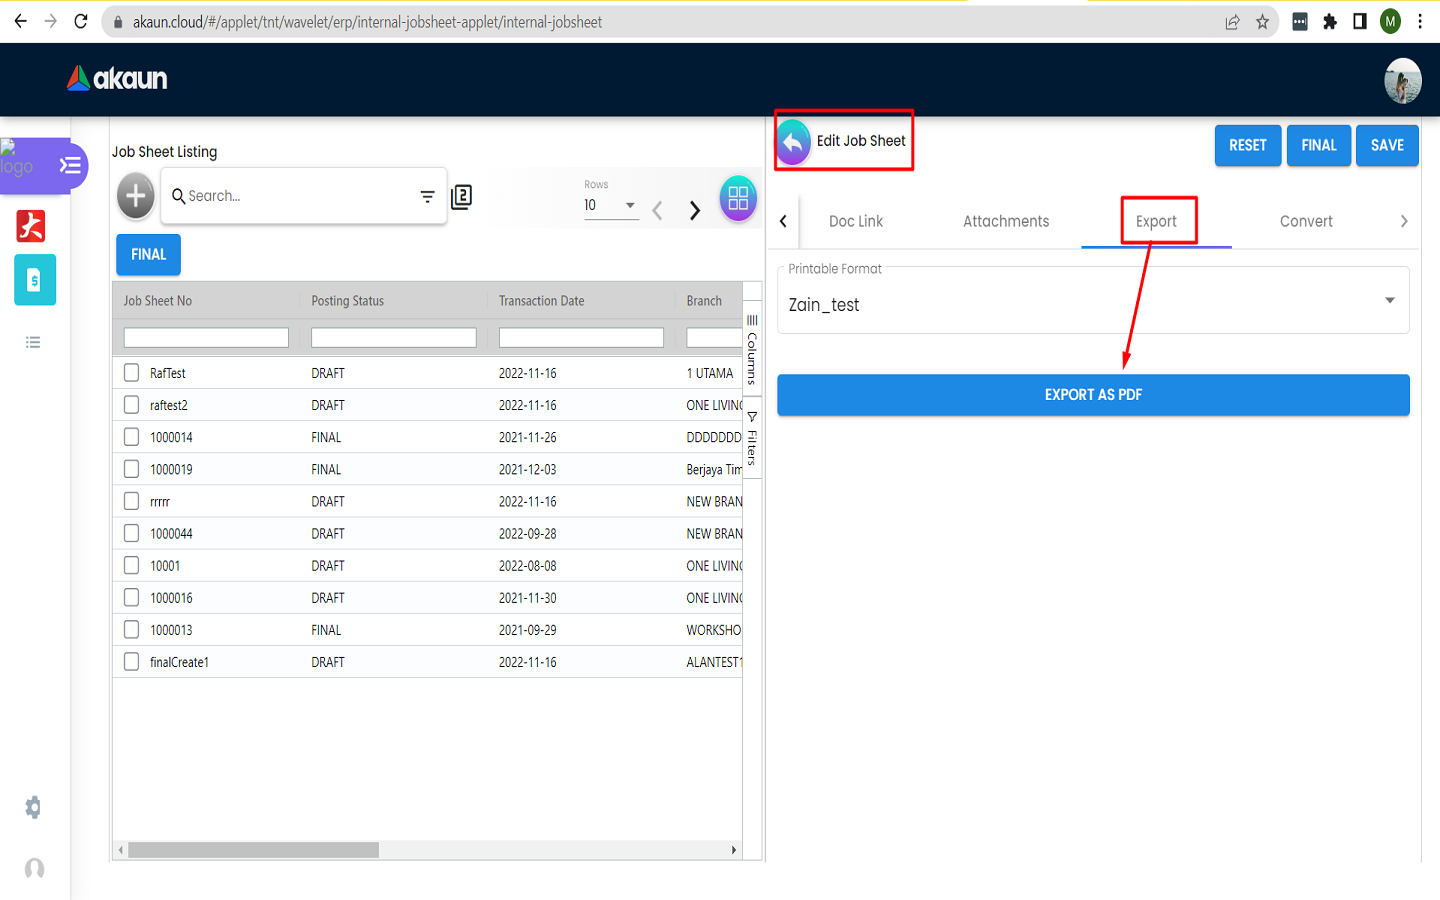 akaun.cloud/#/applet/tnt/wavelet/erp/internal-jobsheet-applet/internal-jobsheet
M
akaun
logo
Job Sheet Listing
Search...
2
Rows
10
FINAL
Job Sheet No Posting Status Transaction Date Branch
RafTest DRAFT 2022-11-16 1 UTAMA
raftest2 DRAFT 2022-11-16 ONE LIVING
1000014 FINAL 2021-11-26 DDDDDDD
1000019 FINAL 2021-12-03 Berjaya Tim
rrrrr DRAFT 2022-11-16 NEW BRAN
1000044 DRAFT 2022-09-28 NEW BRAN
10001 DRAFT 2022-08-08 ONE LIVING
1000016 DRAFT 2021-11-30 ONE LIVING
1000013 FINAL 2021-09-29 WORKSHO
finalCreate1 DRAFT 2022-11-16 ALANTEST1
Columns
Filters
Edit Job Sheet
RESET FINAL SAVE
Doc Link Attachments Export Convert
Printable Format
Zain_test
EXPORT AS PDF